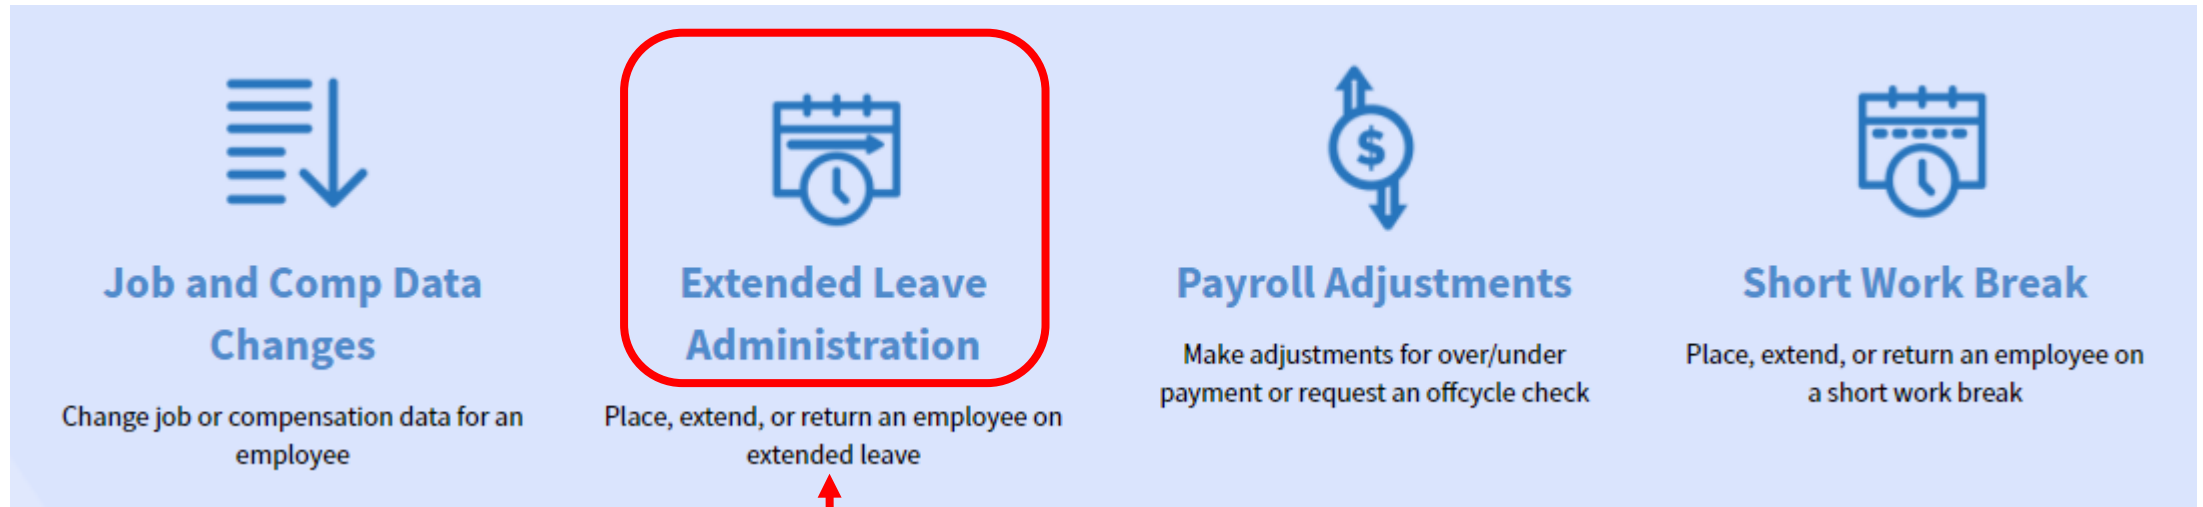 Job and Comp Data
Changes
Change job or compensation data for an
employee
Extended Leave
Administration
Place, extend, or return an employee on
extended leave
$
Payroll Adjustments
Make adjustments for over/under
payment or request an offcycle check
Short Work Break
Place, extend, or return an employee on
a short work break